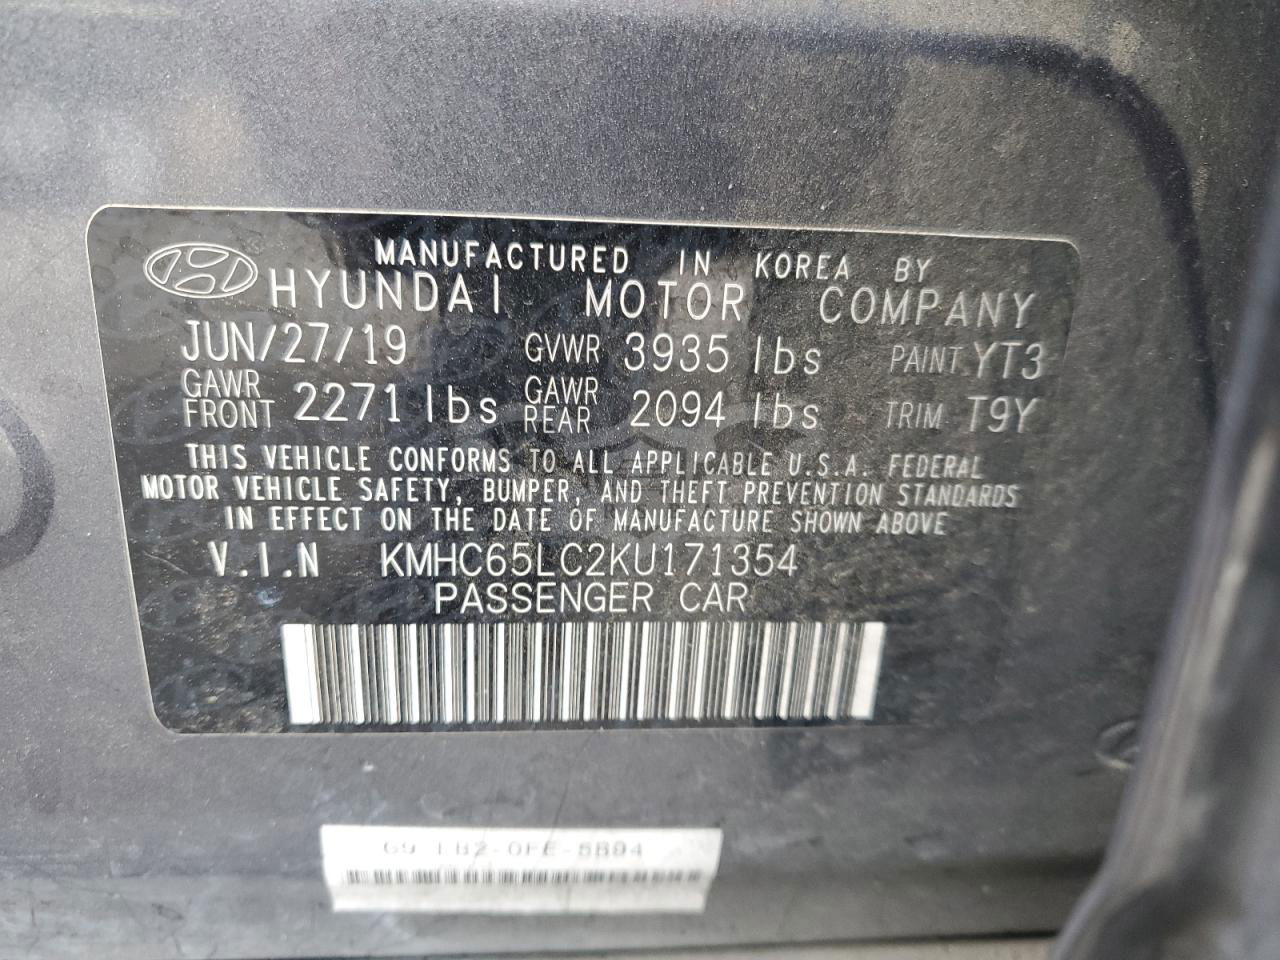 MANUFACTURED IN KOREA BY
HYUNDAI MOTOR COMPANY
JUN/27/19 GVWR 3935 lbs PAINT YT3
GAWR FRONT 2271 lbs GAWR REAR 2094 lbs TRIM T9Y
THIS VEHICLE CONFORMS TO ALL APPLICABLE U.S.A. FEDERAL
MOTOR VEHICLE SAFETY, BUMPER, AND THEFT PREVENTION STANDARDS
IN EFFECT ON THE DATE OF MANUFACTURE SHOWN ABOVE
V.I.N KMHC65LC2KU171354
PASSENGER CAR